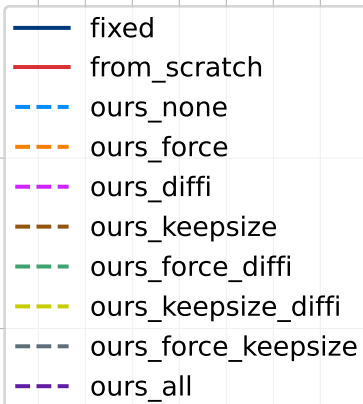 fixed
from_scratch
ours_none
ours_force
ours_diffi
ours_keepsize
ours_force_diffi
ours_keepsize_diffi
ours_force_keepsize
ours_all